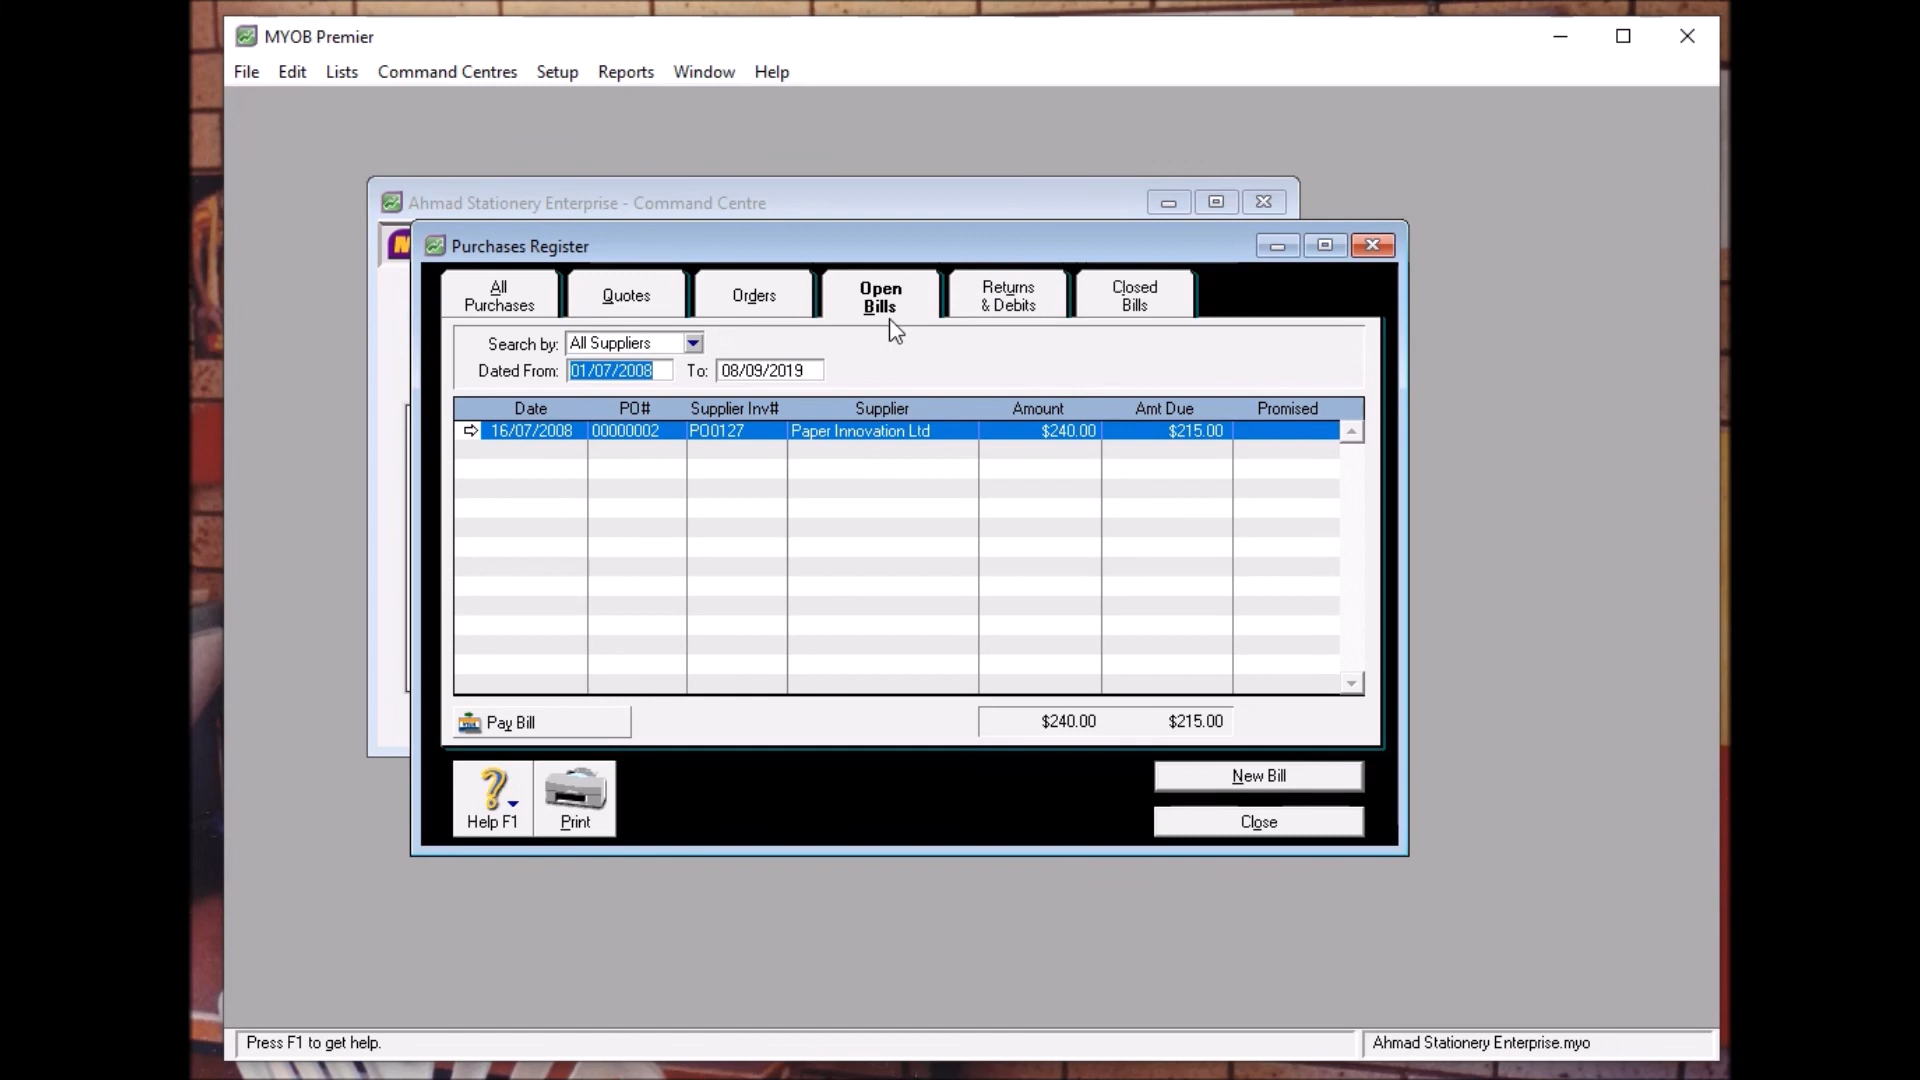 MYOB Premier
File Edit Lists Command Centres Setup Reports Window Help
Ahmad Stationery Enterprise - Command Centre
Purchases Register
All Purchases
Quotes
Orders
Open Bills
Returns & Debits
Closed Bills
Search by: All Suppliers
Dated From: 01/07/2008 To: 08/09/2019
Date PO# Supplier Inv# Supplier Amount Amt Due Promised
16/07/2008 00000002 PO0127 Paper Innovation Ltd $240.00 $215.00
Pay Bill $240.00 $215.00
New Bill
Help F1 Print
Close
Press F1 to get help. Ahmad Stationery Enterprise.myo